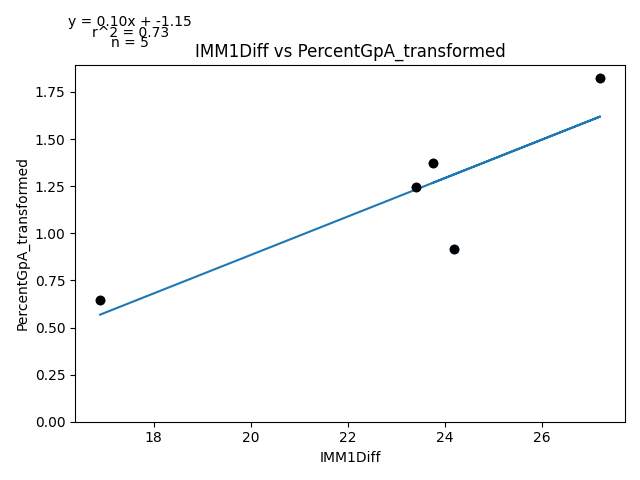 y = 0.10x + -1.15
r^2 = 0.73
n = 5
IMM1Diff vs PercentGpA_transformed
1.75
1.50
1.25
1.00
0.75
0.50
0.25
0.00
PercentGpA_transformed
18 20 22 24 26
IMM1Diff